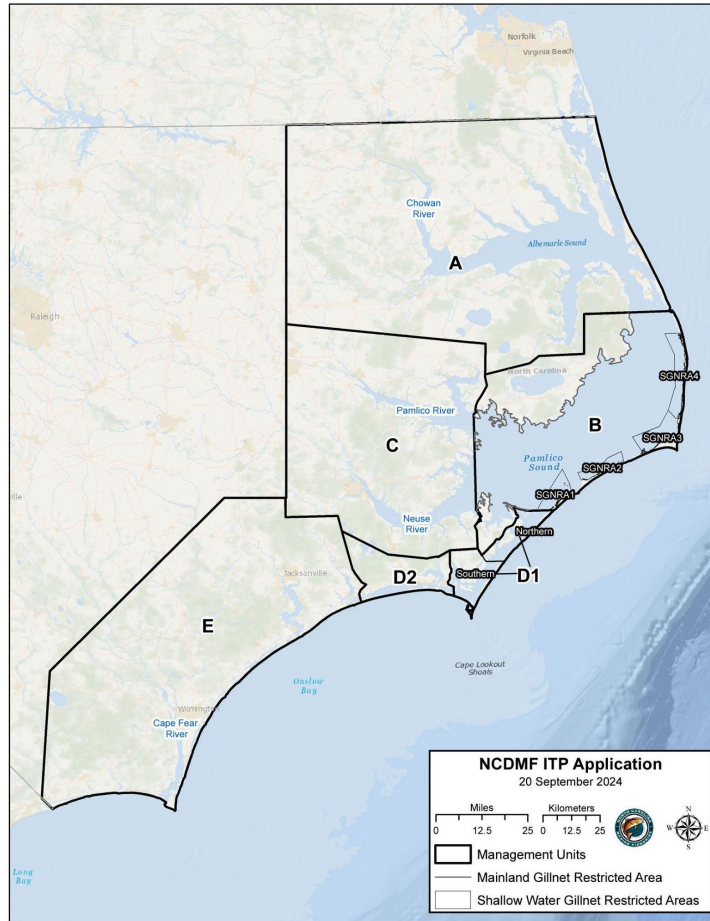 Norfolk
Virginia Beach
Chowan
River
Albemarle Sound
A
Raleigh
North Carolina
SGNRA4
Pamlico River
B
C
SGNRA3
Pamlico
Sound
SGNRA2
SGNRA1
ville
Neuse
River
Northern
Jacksonville
D2
Southern
D1
E
Cape Lookout
Shoals
Onslow
Bay
Wilmington
Cape Fear
River
Long
Bay
NCDMF ITP Application
20 September 2024
Miles
Kilometers
0 12.5 25
0 12.5 25
N
W E
S
Management Units
Mainland Gillnet Restricted Area
Shallow Water Gillnet Restricted Areas